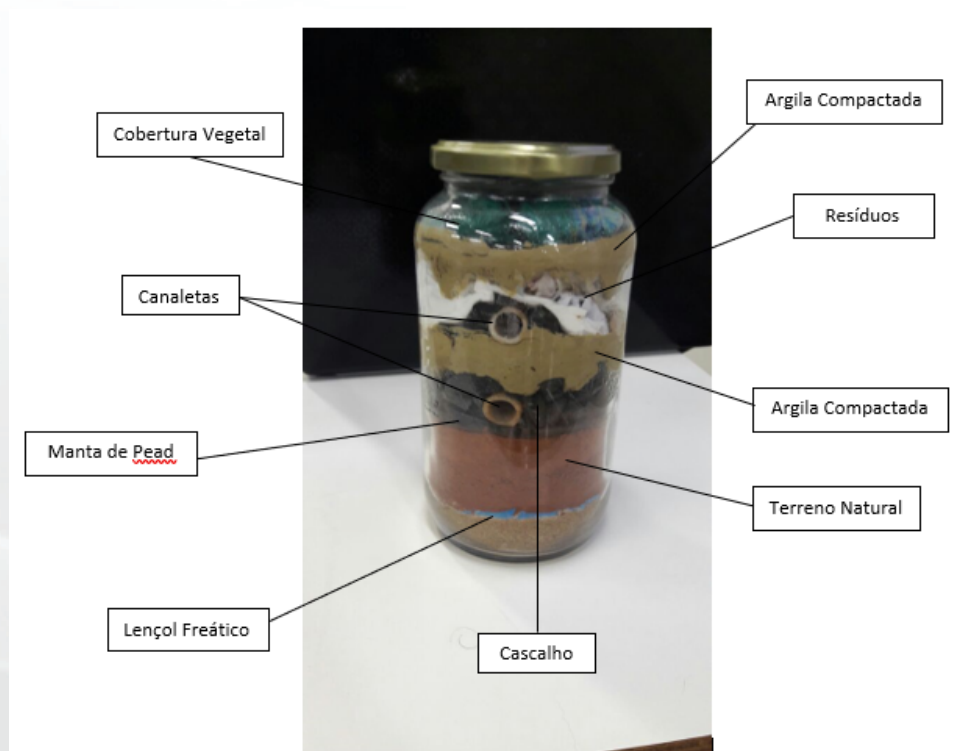 Argila Compactada
Cobertura Vegetal
Resíduos
Canaletas
Argila Compactada
Manta de Pead
Terreno Natural
Lençol Freático
Cascalho